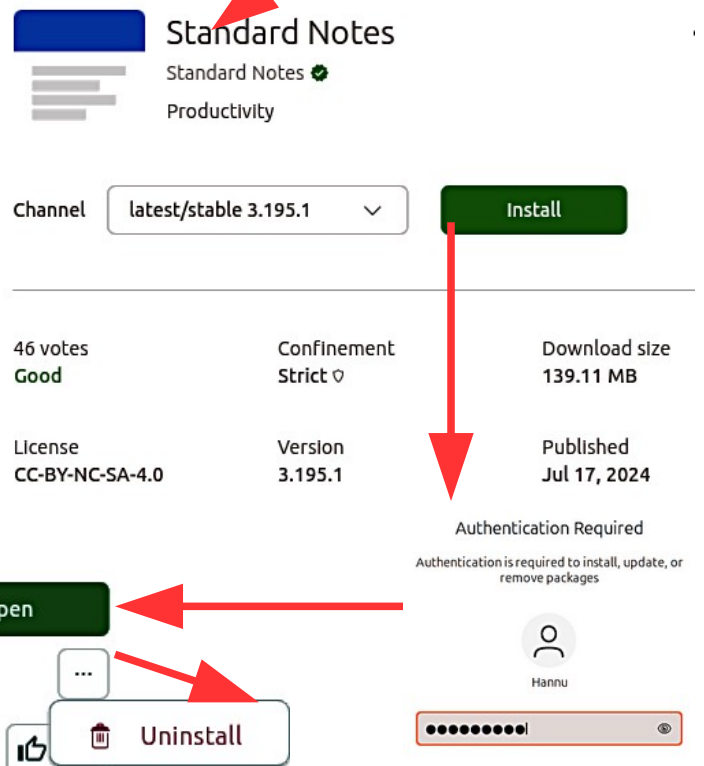 Standard Notes
Standard Notes
Productivity
Channel
latest/stable 3.195.1
Install
46 votes
Good
Confinement
Strict
Download size
139.11 MB
License
CC-BY-NC-SA-4.0
Version
3.195.1
Published
Jul 17, 2024
Authentication Required
Authentication is required to install, update, or
remove packages
Hannu
●●●●●●●●●
pen
...
Uninstall